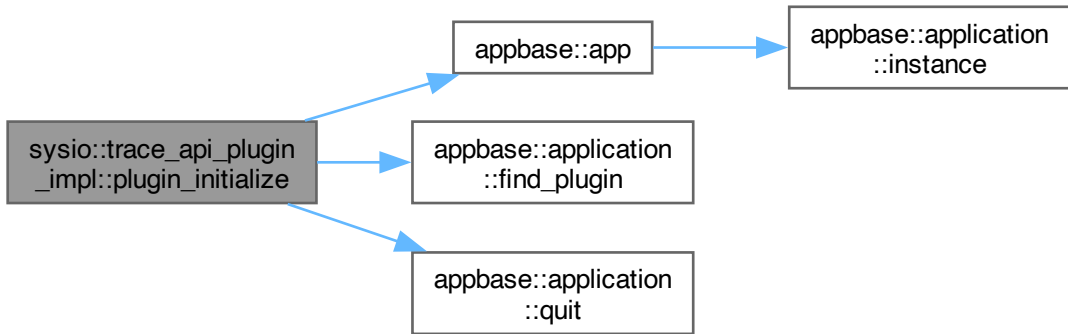 sysio::trace_api_plugin
_impl::plugin_initialize
appbase::app
appbase::application
::instance
appbase::application
::find_plugin
appbase::application
::quit